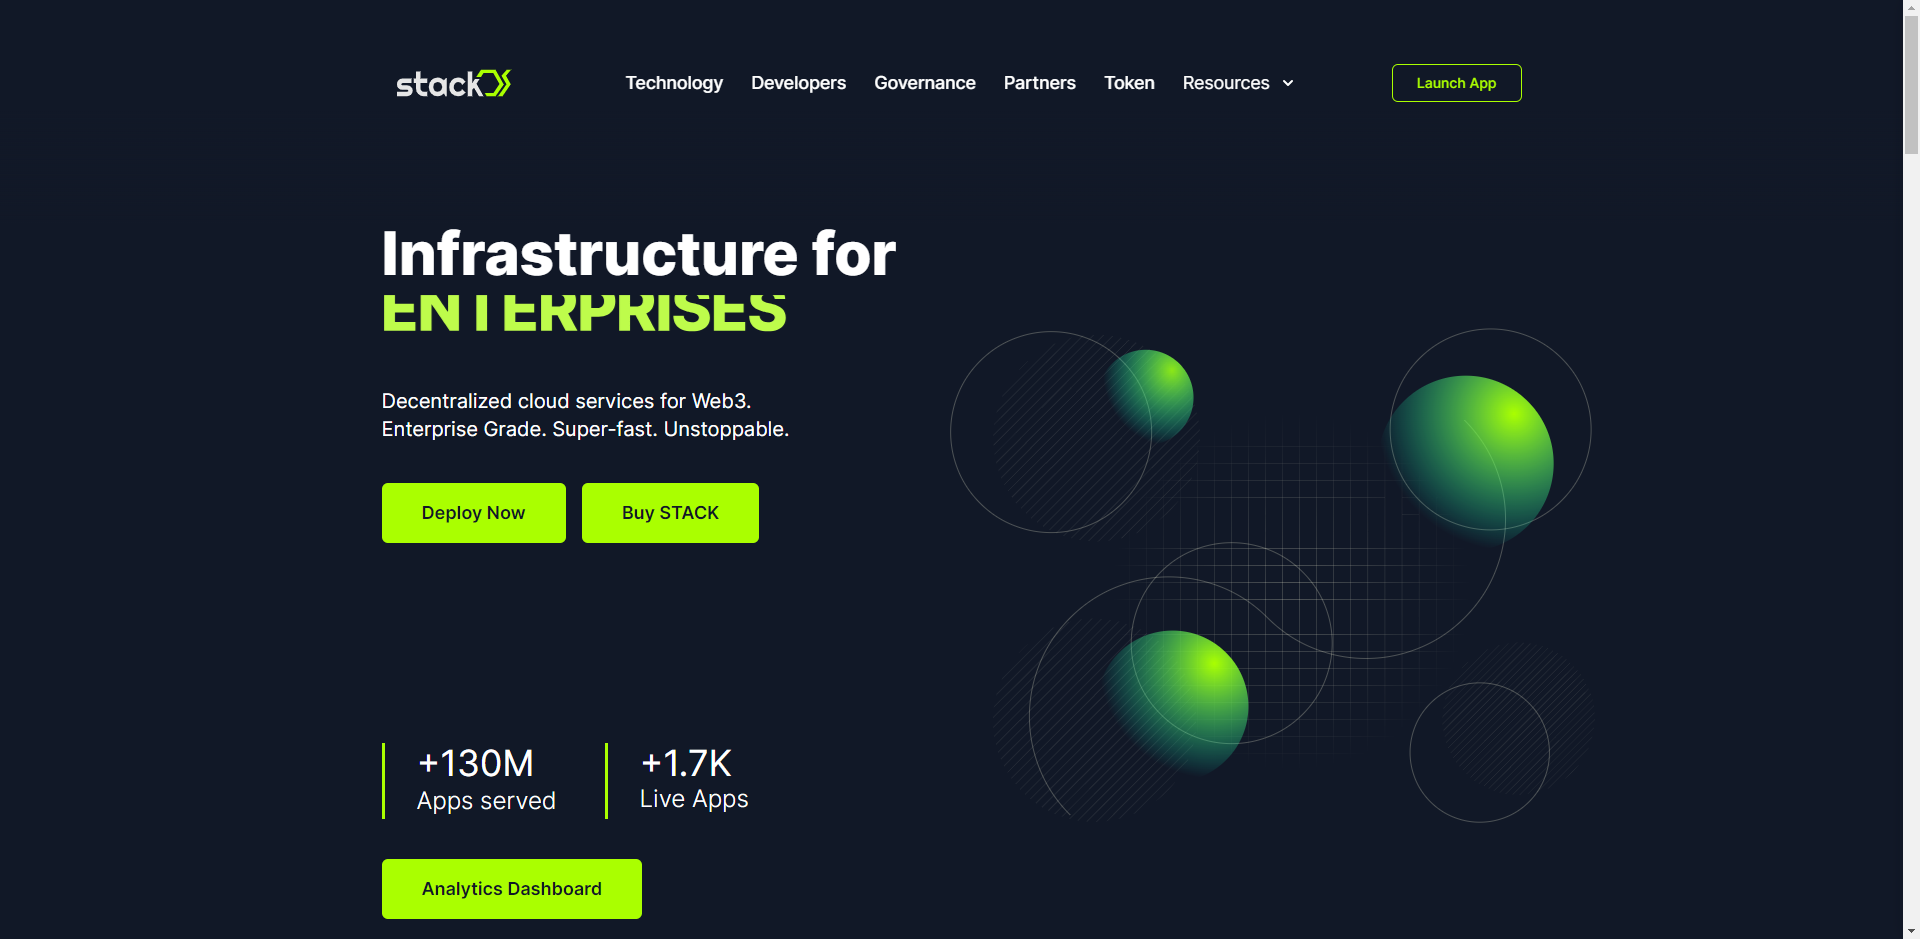 stack
Technology Developers Governance Partners Token Resources
Launch App
Infrastructure for
ENTERPRISES
Decentralized cloud services for Web3.
Enterprise Grade. Super-fast. Unstoppable.
Deploy Now Buy STACK
+130M +1.7K
Apps served Live Apps
Analytics Dashboard